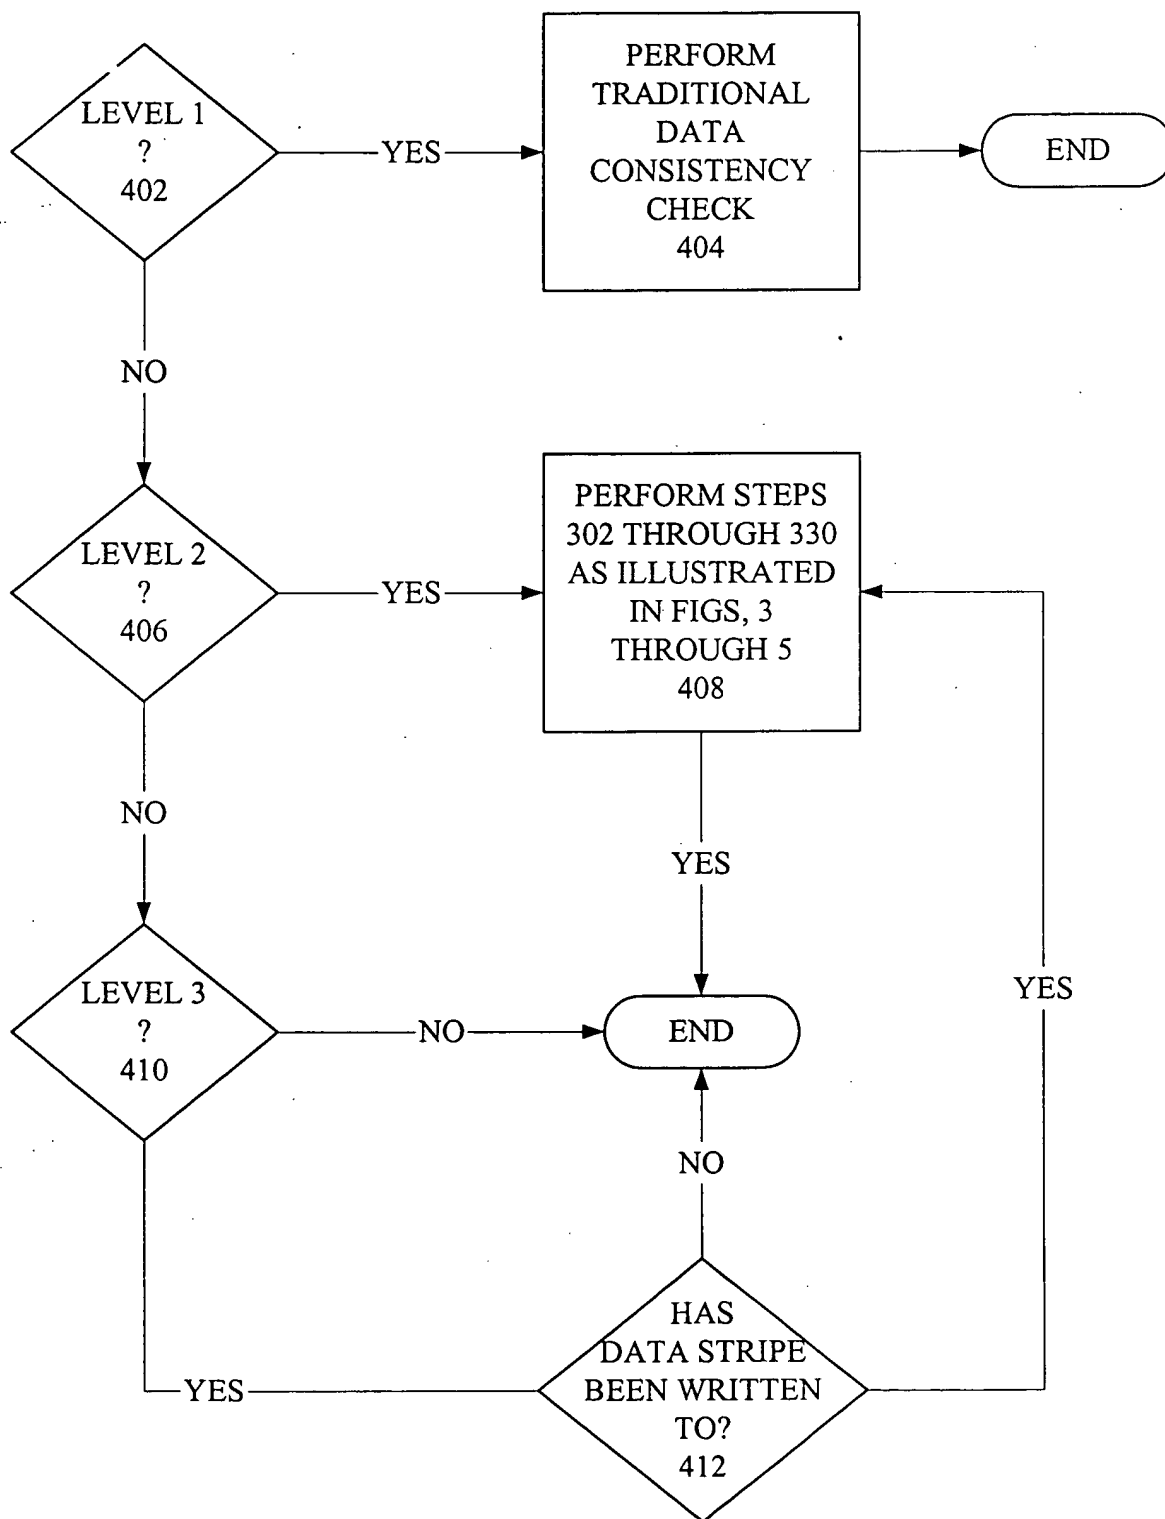 LEVEL 1
?
402
YES
PERFORM
TRADITIONAL
DATA
CONSISTENCY
CHECK
404
END
NO
LEVEL 2
?
406
YES
PERFORM STEPS
302 THROUGH 330
AS ILLUSTRATED
IN FIGS, 3
THROUGH 5
408
NO
YES
YES
LEVEL 3
?
410
NO
END
NO
YES
HAS
DATA STRIPE
BEEN WRITTEN
TO?
412